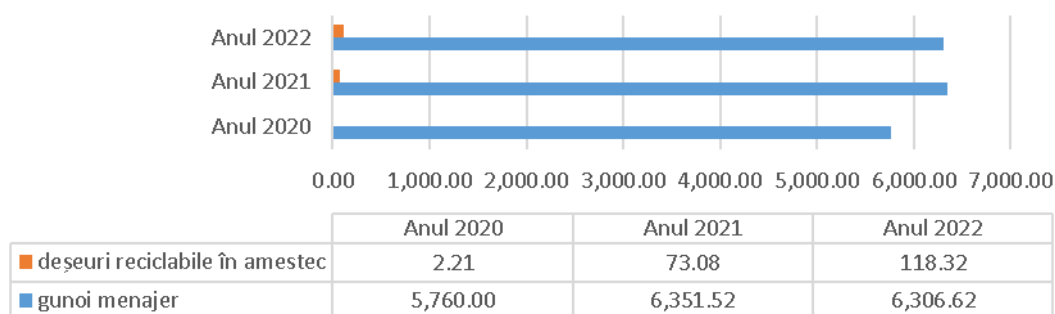 Anul 2022
Anul 2021
Anul 2020
0.00 1,000.00 2,000.00 3,000.00 4,000.00 5,000.00 6,000.00 7,000.00
Anul 2020 Anul 2021 Anul 2022
deșeuri reciclabile în amestec 2.21 73.08 118.32
gunoi menajer 5,760.00 6,351.52 6,306.62